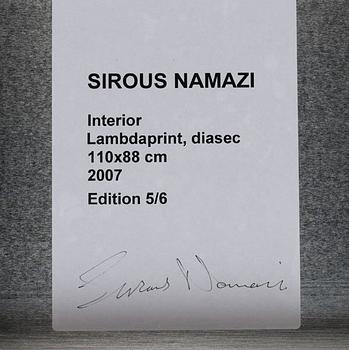 SIROUS NAMAZI
Interior
Lambdaprint, diasec
110x88 cm
2007
Edition 5/6
Sirous Namazi